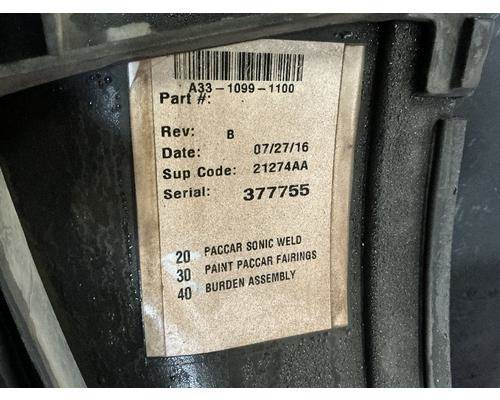 A33-1099-1100
Part #:
Rev: B
Date: 07/27/16
Sup Code: 21274AA
Serial: 377755
20 PACCAR SONIC WELD
30 PAINT PACCAR FAIRINGS
40 BURDEN ASSEMBLY